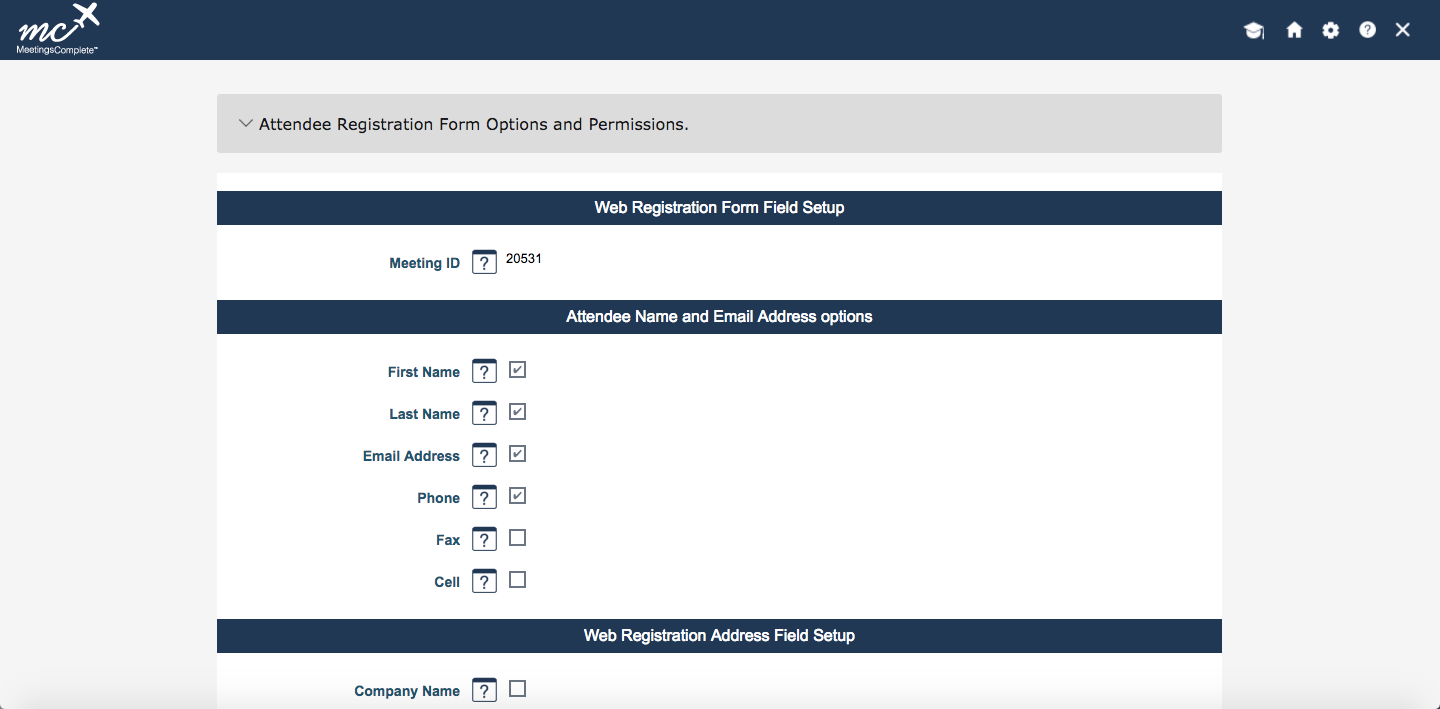 mc
MeetingsComplete™
Attendee Registration Form Options and Permissions.
Web Registration Form Field Setup
Meeting ID ? 20531
Attendee Name and Email Address options
First Name ?
Last Name ?
Email Address ?
Phone ?
Fax ?
Cell ?
Web Registration Address Field Setup
Company Name ?